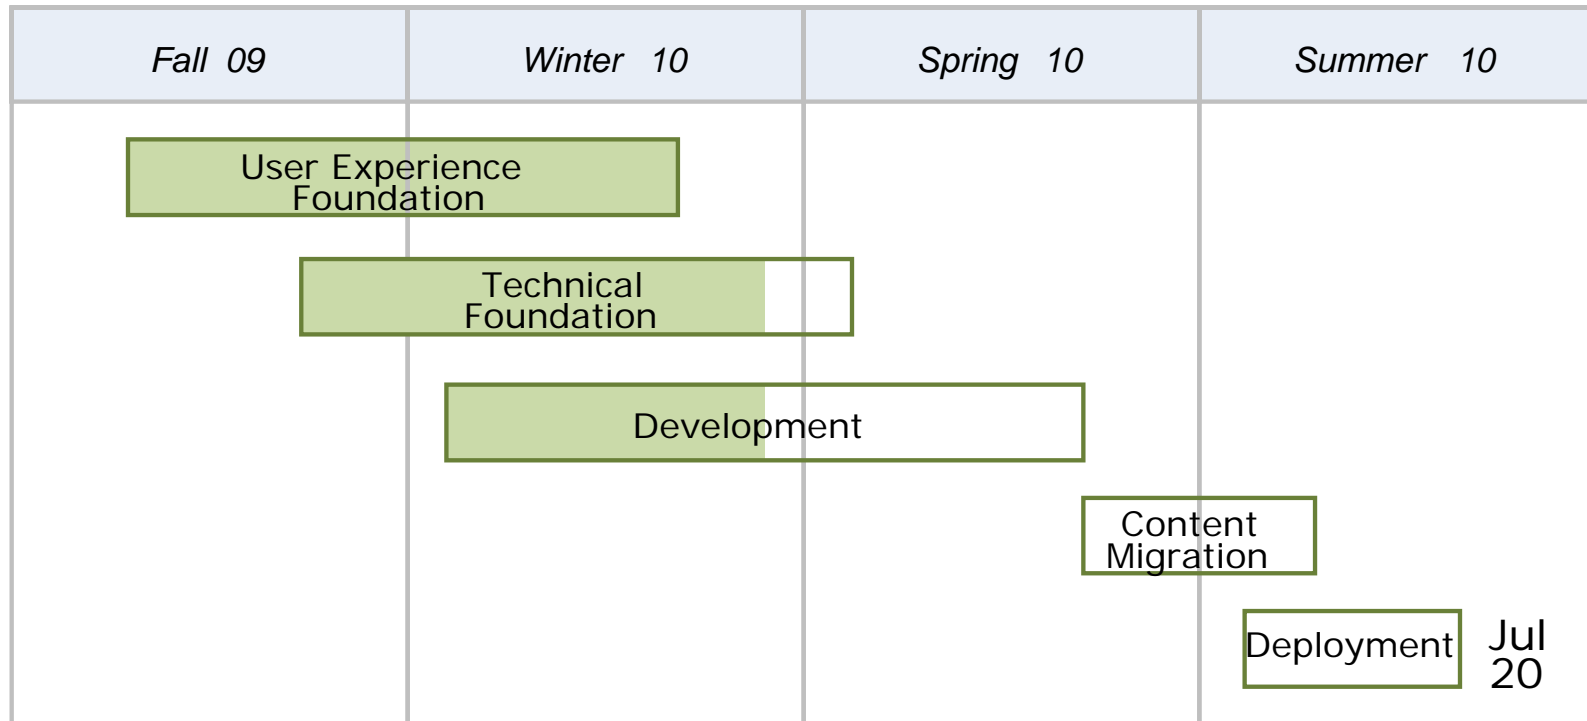 Fall 09 Winter 10 Spring 10 Summer 10
User Experience
Foundation
Technical
Foundation
Development
Content
Migration
Deployment
Jul
20